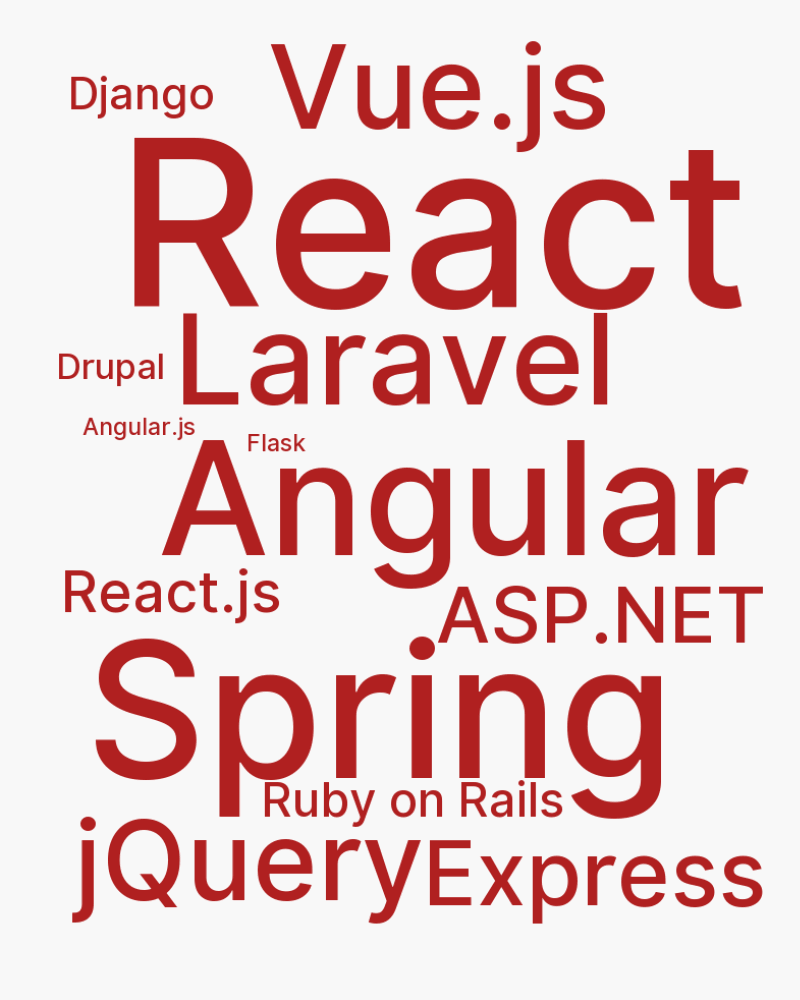 Vue.js
Django
React
Laravel
Drupal
Angular.js
Flask
Angular
React.js
ASP.NET
Spring
Ruby on Rails
jQuery
Express